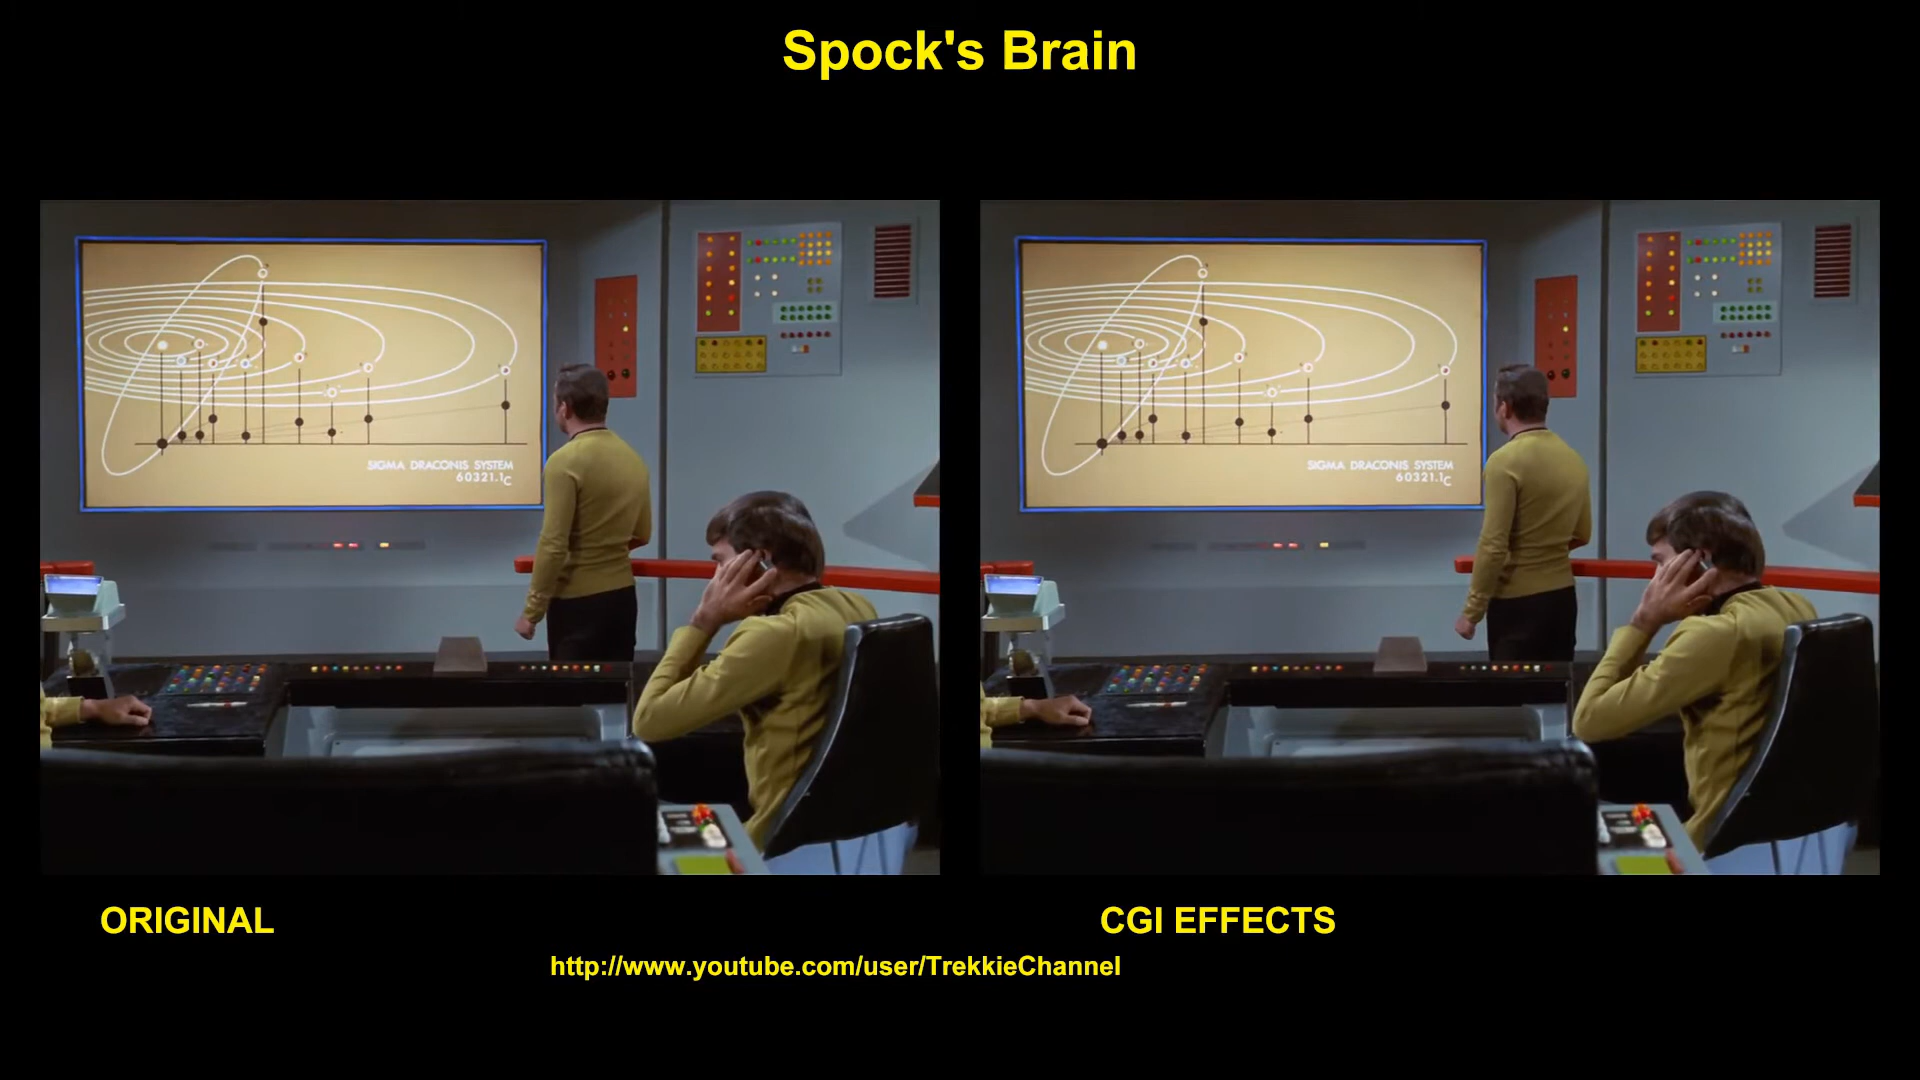 Spock's Brain
SIGMA DRACONIS SYSTEM
60321.1C
SIGMA DRACONIS SYSTEM
60321.1C
ORIGINAL
CGI EFFECTS
http://www.youtube.com/user/TrekkieChannel